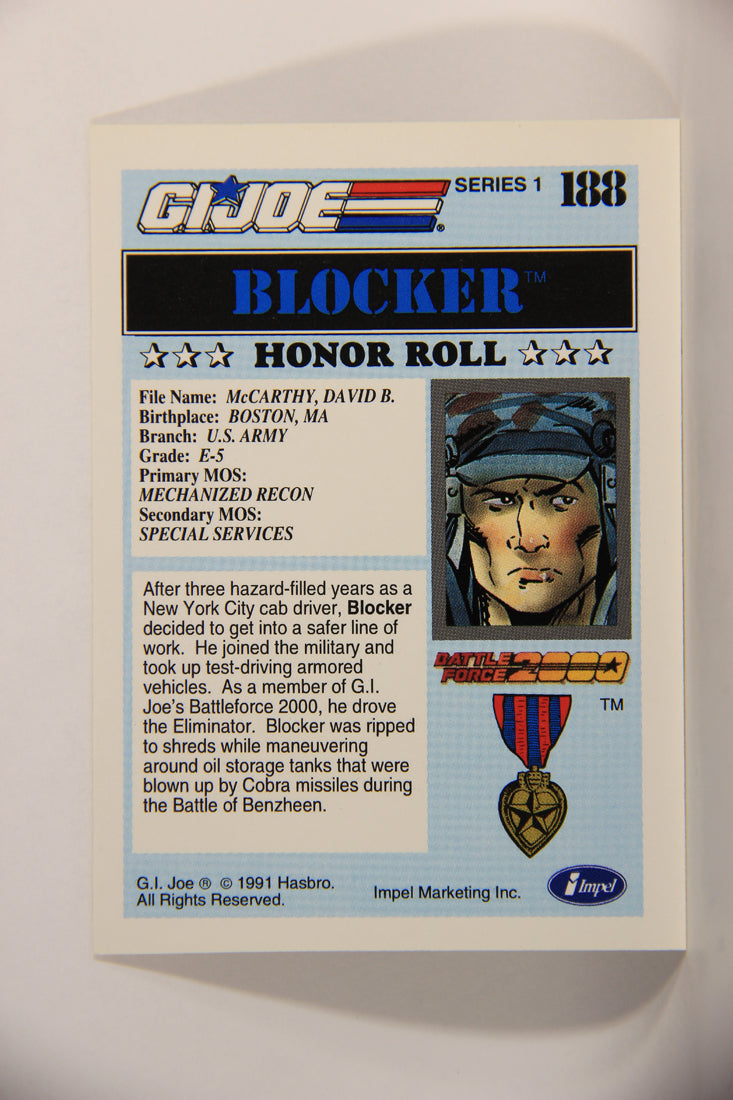 G.I.JOE ®
SERIES 1 188
BLOCKER™
HONOR ROLL
File Name: McCARTHY, DAVID B.
Birthplace: BOSTON, MA
Branch: U.S. ARMY
Grade: E-5
Primary MOS:
MECHANIZED RECON
Secondary MOS:
SPECIAL SERVICES
After three hazard-filled years as a
New York City cab driver, Blocker
decided to get into a safer line of
work. He joined the military and
took up test-driving armored
vehicles. As a member of G.I.
Joe's Battleforce 2000, he drove
the Eliminator. Blocker was ripped
to shreds while maneuvering
around oil storage tanks that were
blown up by Cobra missiles during
the Battle of Benzheen.
BATTLE
FORCE 2000
TM
G.I. Joe ® © 1991 Hasbro.
All Rights Reserved.
Impel Marketing Inc.
Impel